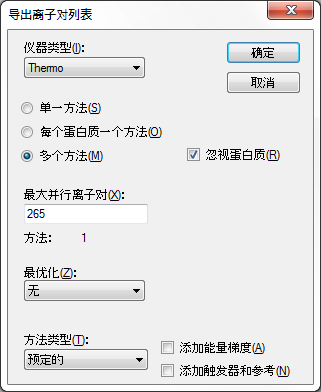 导出离子对列表
仪器类型(I):
Thermo
确定
取消
单一方法(S)
每个蛋白质一个方法(O)
多个方法(M)
忽视蛋白质(R)
最大并行离子对(X):
265
方法: 1
最优化(Z):
无
方法类型(T):
预定的
添加能量梯度(A)
添加触发器和参考(N)